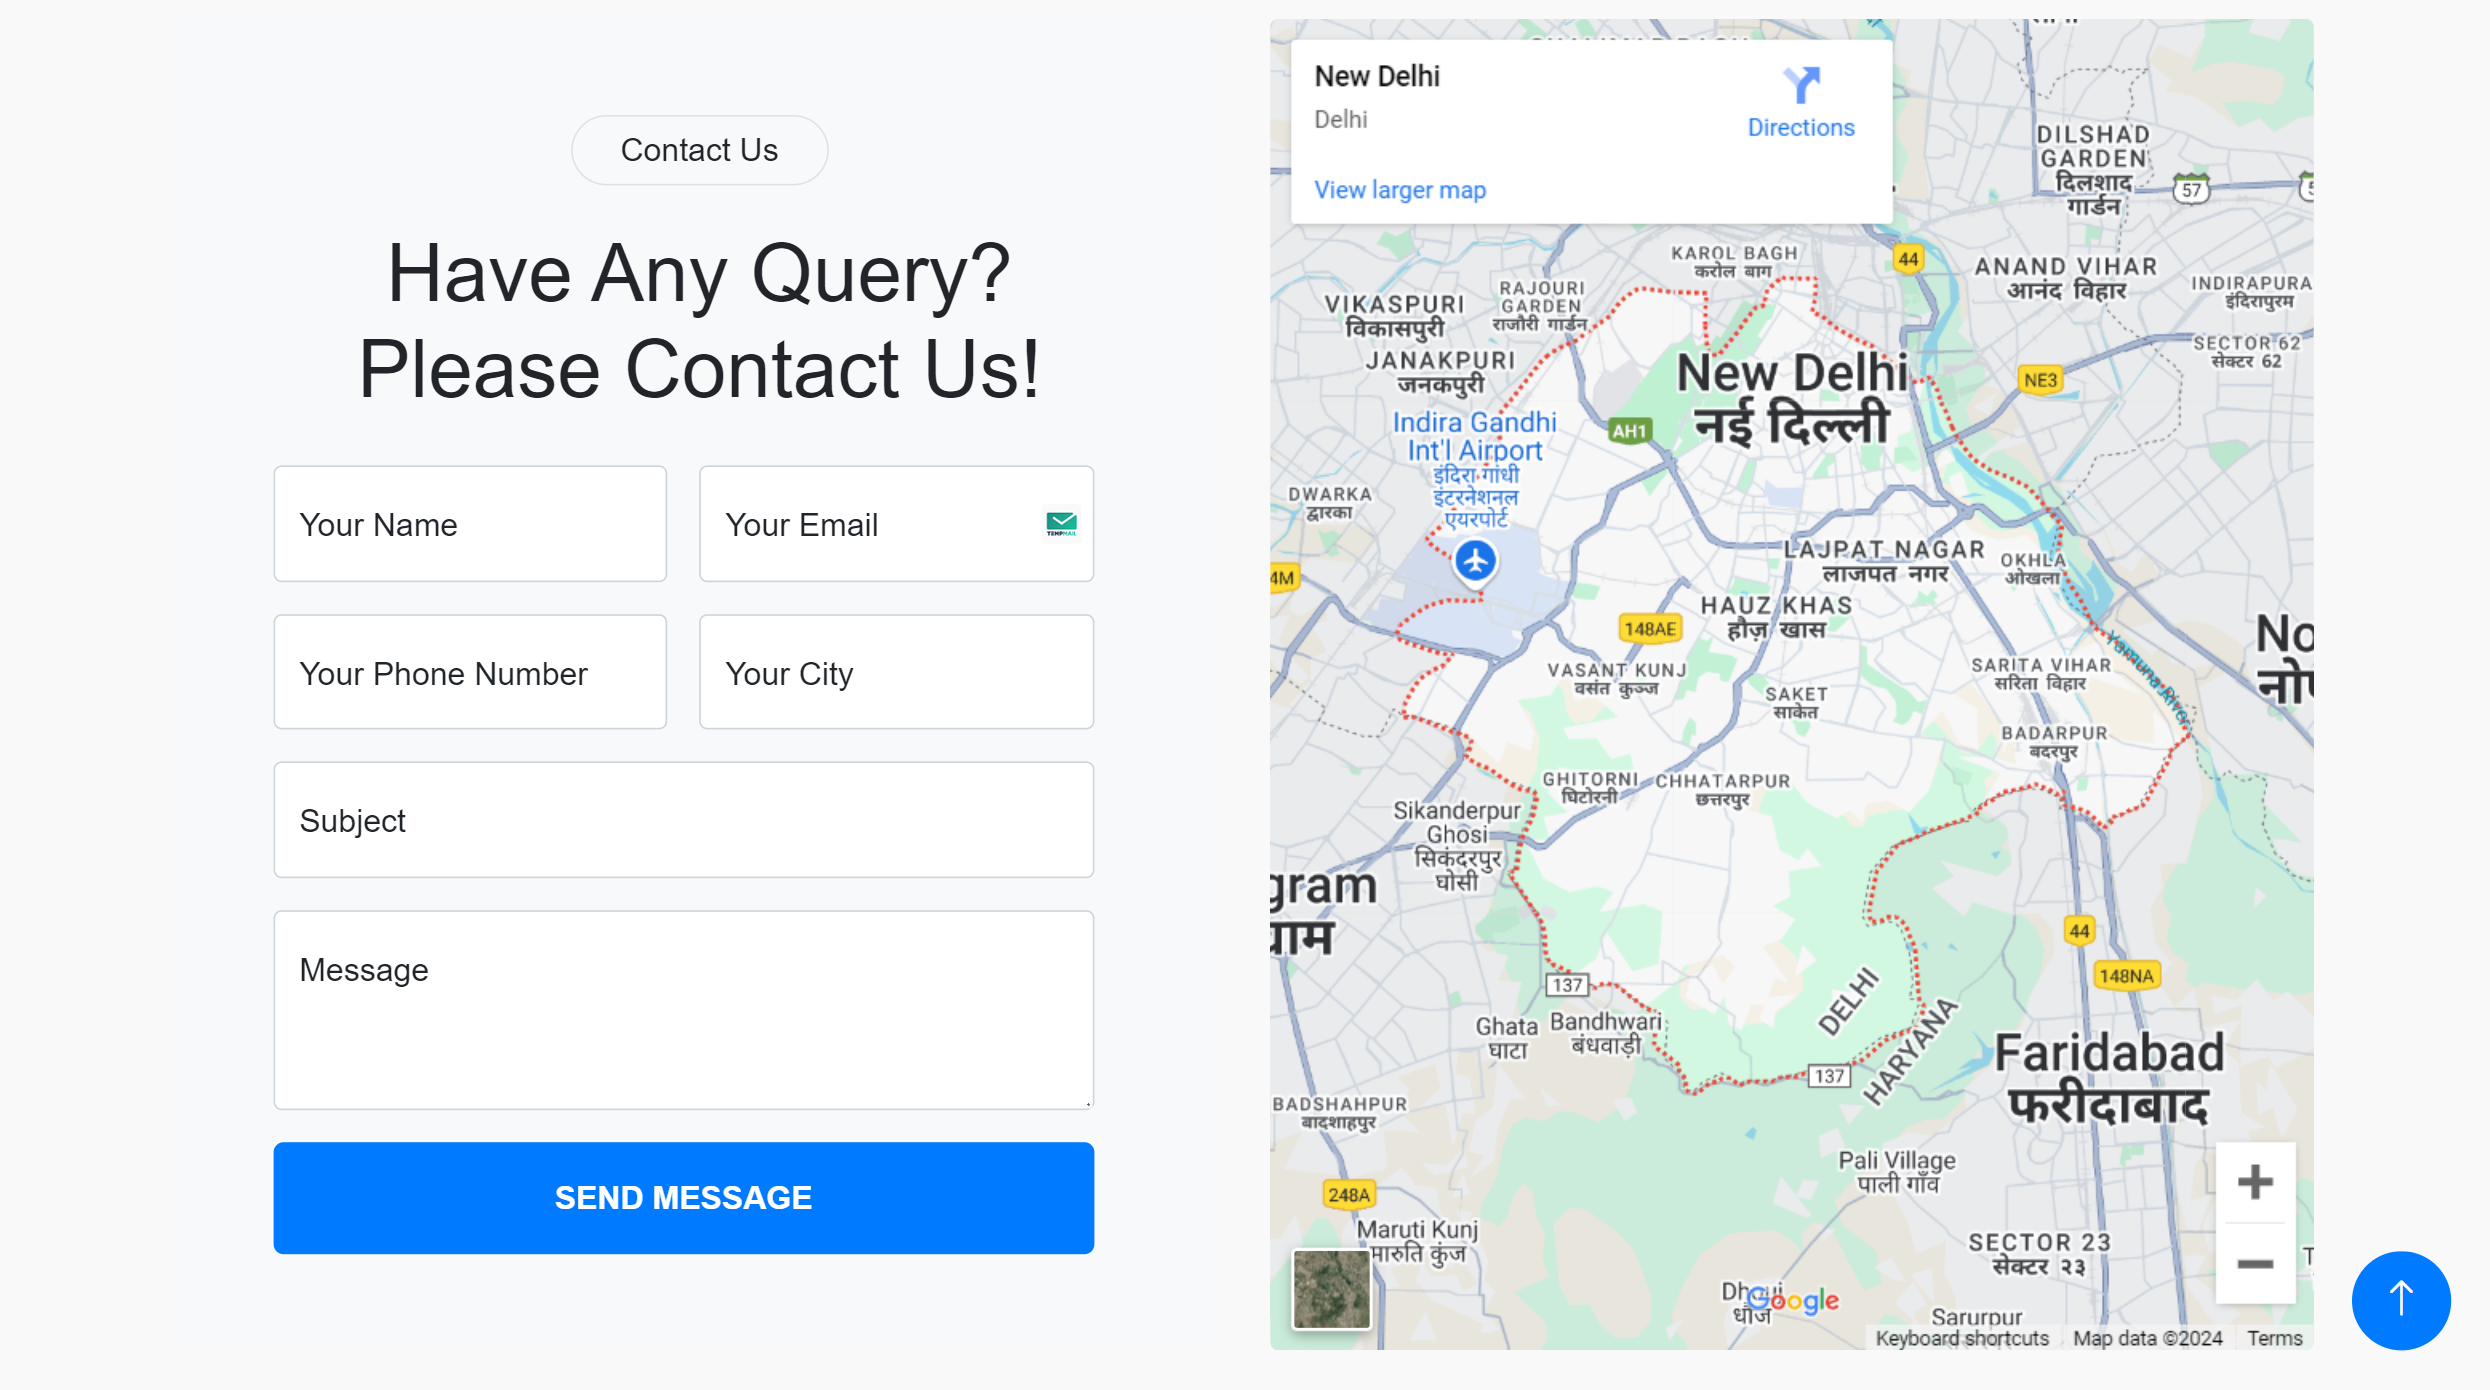 Contact Us
Have Any Query?
Please Contact Us!
Your Name
Your Email
TEMPMAIL
Your Phone Number
Your City
Subject
Message
SEND MESSAGE
New Delhi
Delhi
Directions
View larger map
DILSHAD
GARDEN
दिलशाद
गार्डन
57
KAROL BAGH
करोल बाग
44
ANAND VIHAR
आनंद विहार
INDIRAPURA
इंदिरापुरम
VIKASPURI
विकासपुरी
RAJOURI
GARDEN
राजौरी गार्डन
JANAKPURI
जनकपुरी
New Delhi
नई दिल्ली
NE3
SECTOR 62
सेक्टर 62
Indira Gandhi
Int'l Airport
इंदिरा गांधी
इंटरनेशनल
एयरपोर्ट
AH1
DWARKA
द्वारका
4M
LAJPAT NAGAR
लाजपत नगर
OKHLA
ओखला
HAUZ KHAS
हौज़ खास
148AE
No
Yamuna River
VASANT KUNJ
वसंत कुञ्ज
SAKET
साकेत
SARITA VIHAR
सरिता विहार
BADARPUR
बदरपुर
GHITORNI
घिटोरनी
CHHATARPUR
छत्तरपुर
Sikanderpur
Ghosi
सिकंदरपुर
घोसी
gram
44
148NA
137
DELHI
HARYANA
Ghata
घाटा
Bandhwari
बंधवाड़ी
137
Faridabad
फरीदाबाद
BADSHAHPUR
बादशाहपुर
Pali Village
पाली गाँव
248A
Maruti Kunj
मारुति कुंज
SECTOR 23
सेक्टर २३
धौज
Google
Sarurpur
Keyboard shortcuts
Map data ©2024
Terms